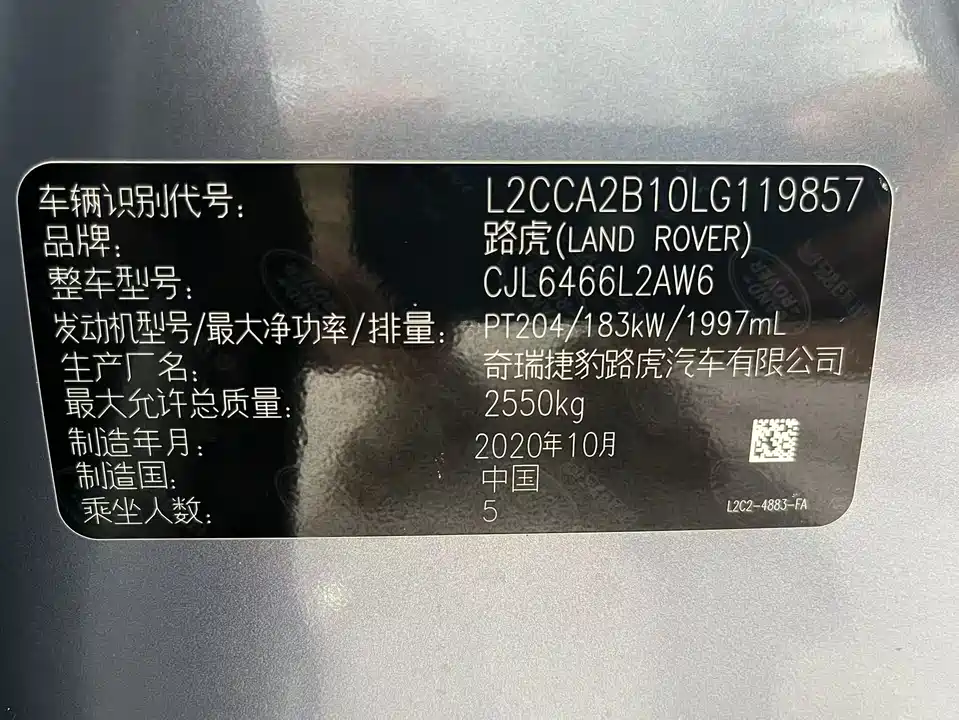 车辆识别代号: L2CCA2B10LG119857
品牌: 路虎(LAND ROVER)
整车型号: CJL6466L2AW6
发动机型号/最大净功率/排量: PT204/183kW/1997mL
生产厂名: 奇瑞捷豹路虎汽车有限公司
最大允许总质量: 2550kg
制造年月: 2020年10月
制造国: 中国
乘坐人数: 5
L2C2-4883-FA